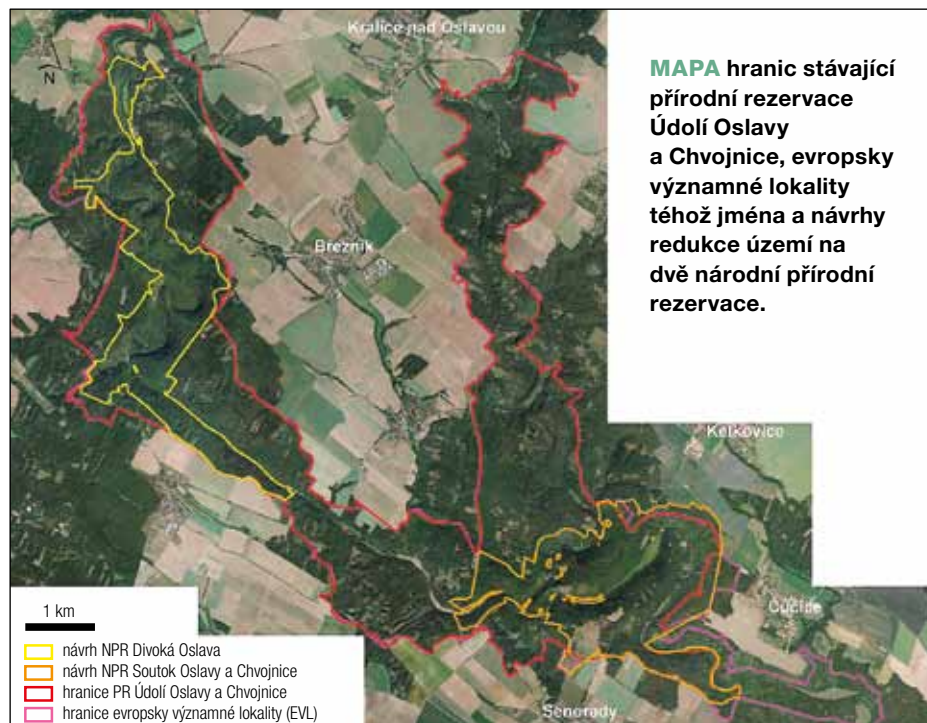 Kralice nad Oslavou
N
MAPA hranic stávající
přírodní rezervace
Údolí Oslavy
a Chvojnice, evropsky
významné lokality
téhož jména a návrhy
redukce území na
dvě národní přírodní
rezervace.
Březník
Ketkovice
Čučice
Senorady
1 km
návrh NPR Divoká Oslava
návrh NPR Soutok Oslavy a Chvojnice
hranice PR Údolí Oslavy a Chvojnice
hranice evropsky významné lokality (EVL)